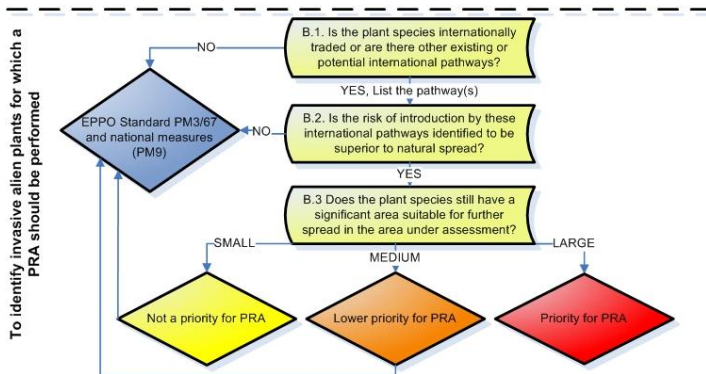 To identify invasive alien plants for which a
PRA should be performed
B.1. Is the plant species internationally
traded or are there other existing or
potential international pathways?
NO
YES, List the pathway(s)
EPPO Standard PM3/67
and national measures
(PM9)
B.2. Is the risk of introduction by these
international pathways identified to be
superior to natural spread?
NO
YES
B.3 Does the plant species still have a
significant area suitable for further
spread in the area under assessment?
SMALL
MEDIUM
LARGE
Not a priority for PRA
Lower priority for PRA
Priority for PRA